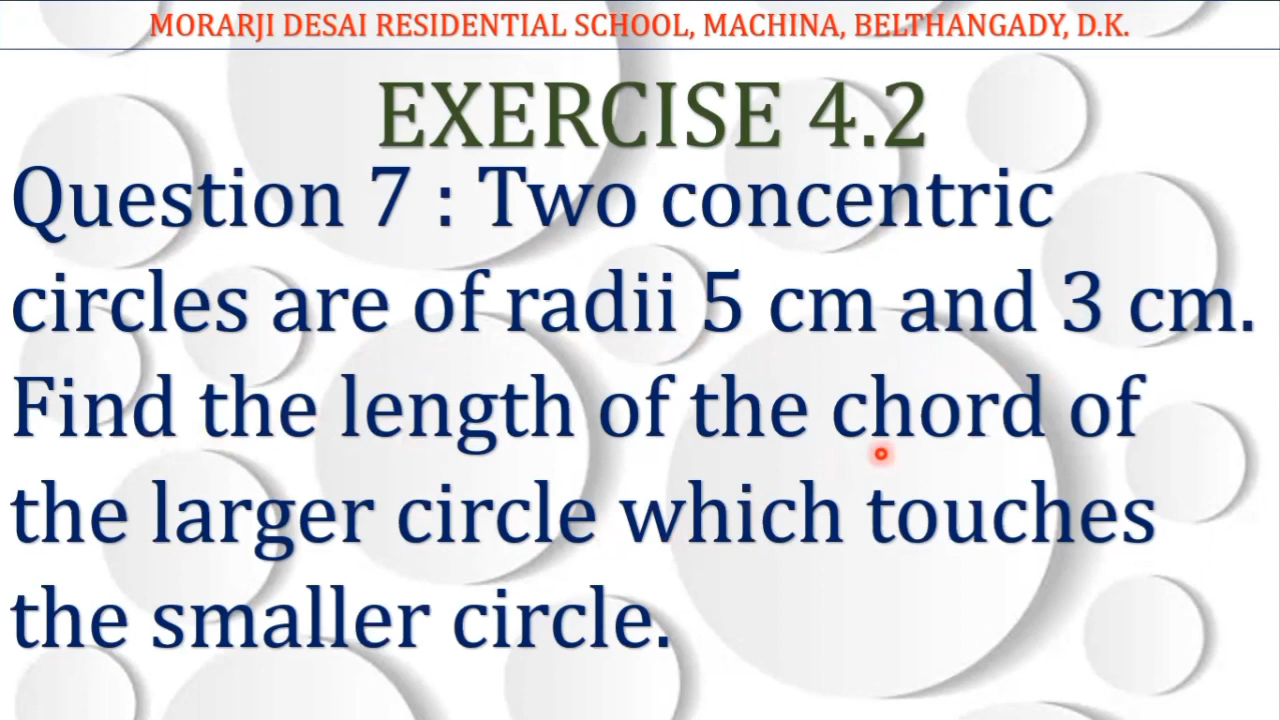 MORARJI DESAI RESIDENTIAL SCHOOL, MACHINA, BELTHANGADY, D.K.
EXERCISE 4.2
Question 7 : Two concentric
circles are of radii 5 cm and 3 cm.
Find the length of the chord of
the larger circle which touches
the smaller circle.